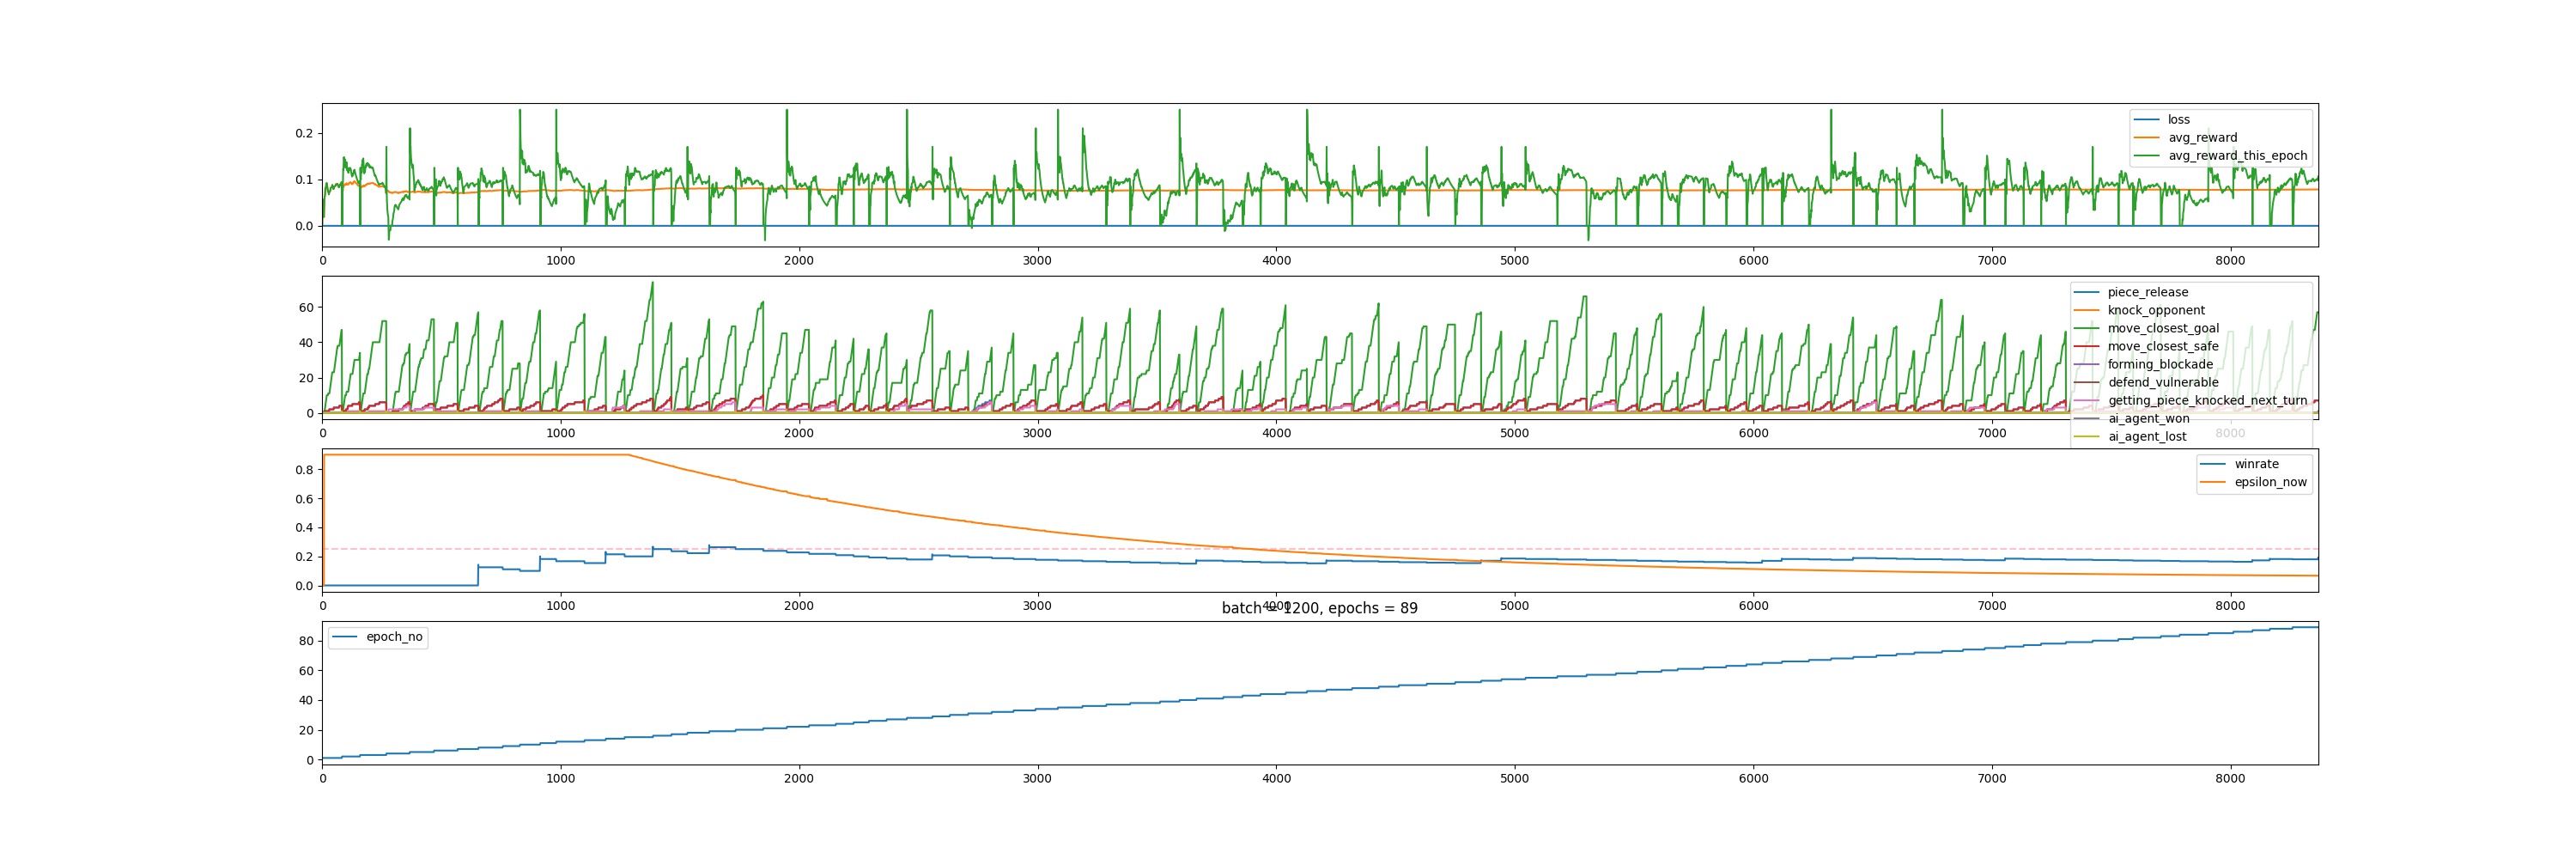 0.2
0.1
0.0
loss
avg_reward
avg_reward_this_epoch
0 1000 2000 3000 4000 5000 6000 7000 8000
60
40
20
0
piece_release
knock_opponent
move_closest_goal
move_closest_safe
forming_blockade
defend_vulnerable
getting_piece_knocked_next_turn
ai_agent_won
ai_agent_lost
0 1000 2000 3000 4000 5000 6000 7000 8000
0.8
0.6
0.4
0.2
0.0
winrate
epsilon_now
0 1000 2000 3000 4000 5000 6000 7000 8000
batch = 1200, epochs = 89
80
60
40
20
0
epoch_no
0 1000 2000 3000 4000 5000 6000 7000 8000